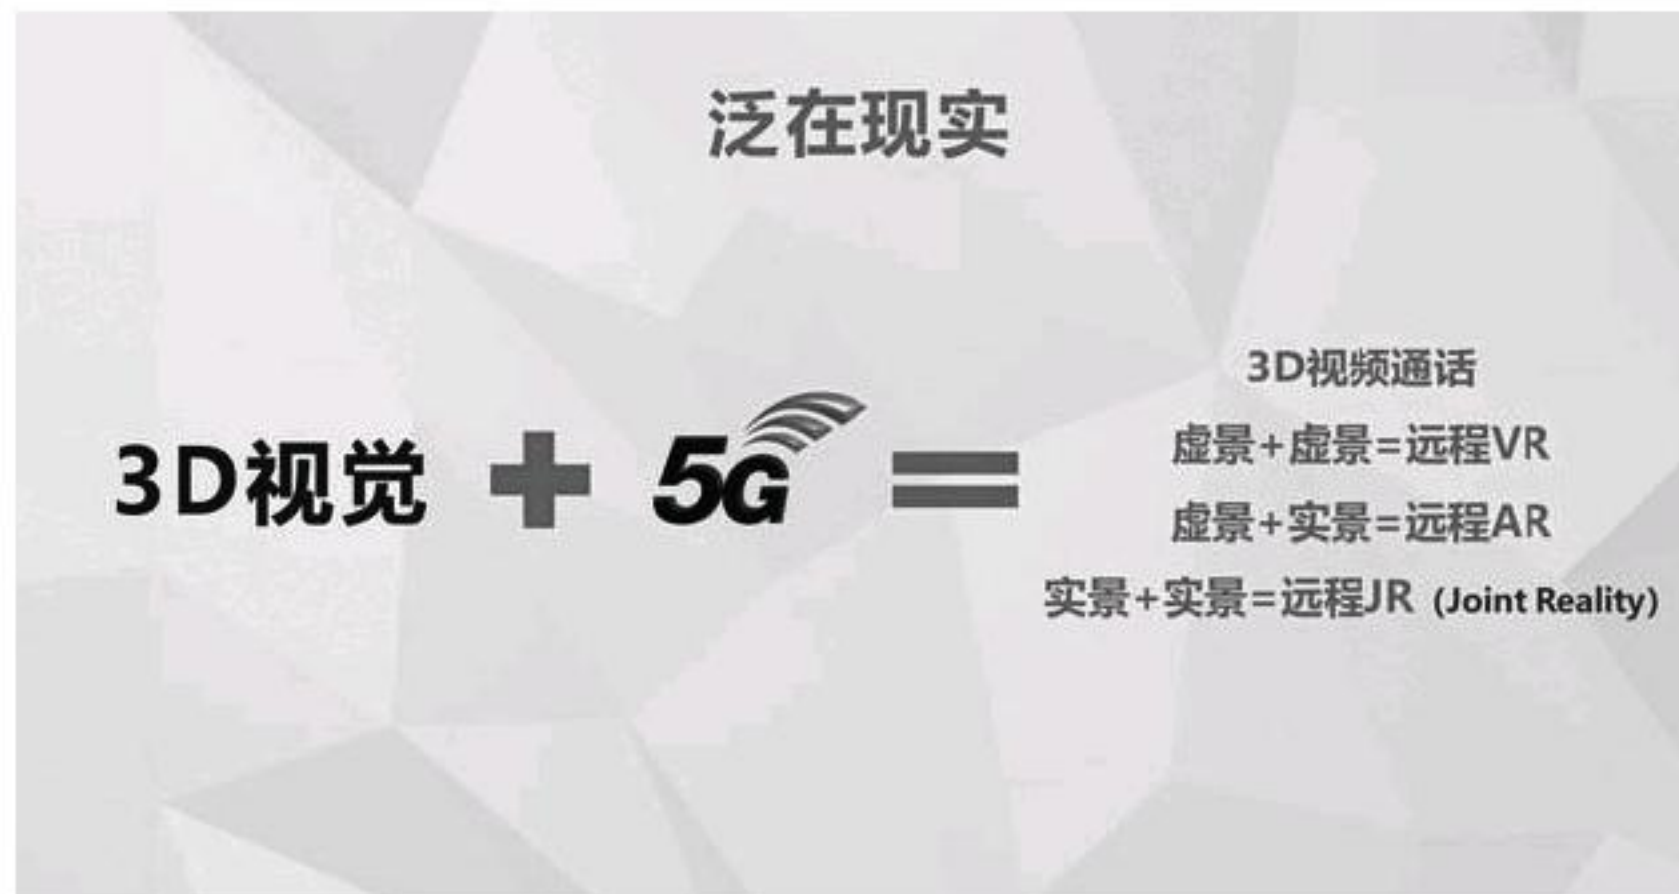 泛在现实
3D视觉 + 5G =
3D视频通话
虚景+虚景=远程VR
虚景+实景=远程AR
实景+实景=远程JR (Joint Reality)